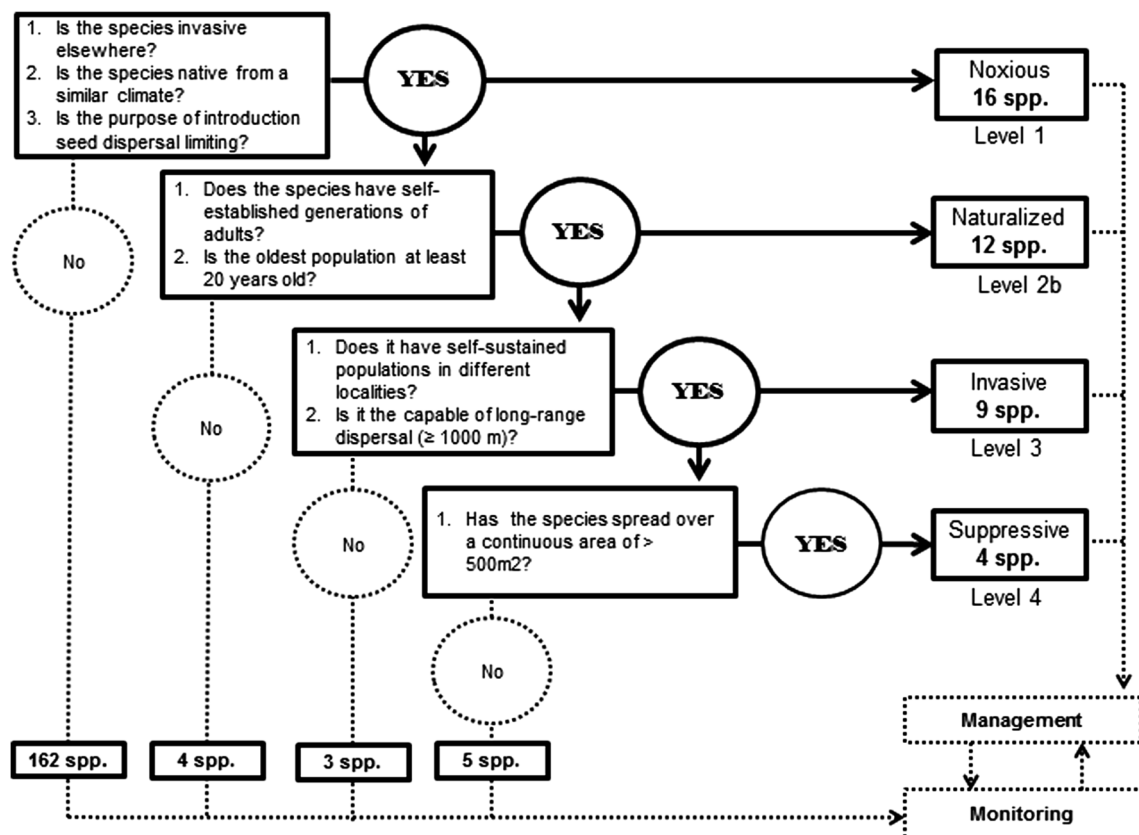 1. Is the species invasive
elsewhere?
2. Is the species native from a
similar climate?
3. Is the purpose of introduction
seed dispersal limiting?
YES
Noxious
16 spp.
Level 1
No
1. Does the species have self-
established generations of
adults?
2. Is the oldest population at least
20 years old?
YES
Naturalized
12 spp.
Level 2b
No
1. Does it have self-sustained
populations in different
localities?
2. Is it the capable of long-range
dispersal (≥ 1000 m)?
YES
Invasive
9 spp.
Level 3
No
1. Has the species spread over
a continuous area of >
500m2?
YES
Suppressive
4 spp.
Level 4
No
Management
162 spp.
4 spp.
3 spp.
5 spp.
Monitoring